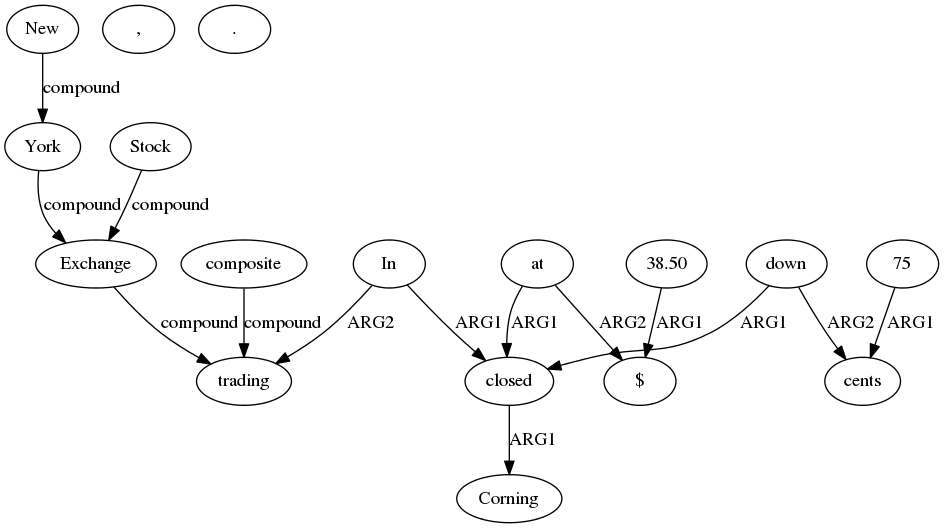 New , .
compound
York Stock
compound compound
Exchange composite In at 38.50 down 75
compound compound ARG2 ARG1 ARG1 ARG2 ARG1 ARG1 ARG2 ARG1
trading closed $ cents
ARG1
Corning